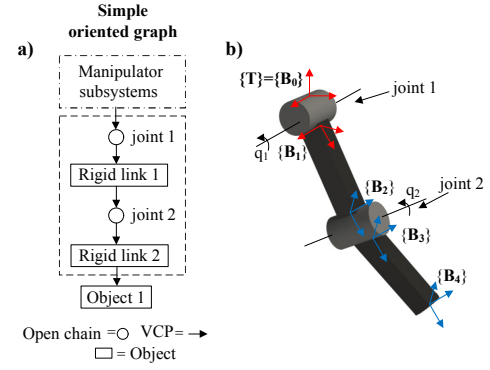 Simple
oriented graph
a)
Manipulator
subsystems
joint 1
Rigid link 1
joint 2
Rigid link 2
Object 1
Open chain = VCP=
= Object
b)
{T}={B₀}
joint 1
q₁
{B₁}
{B₂}
q₂
joint 2
{B₃}
{B₄}